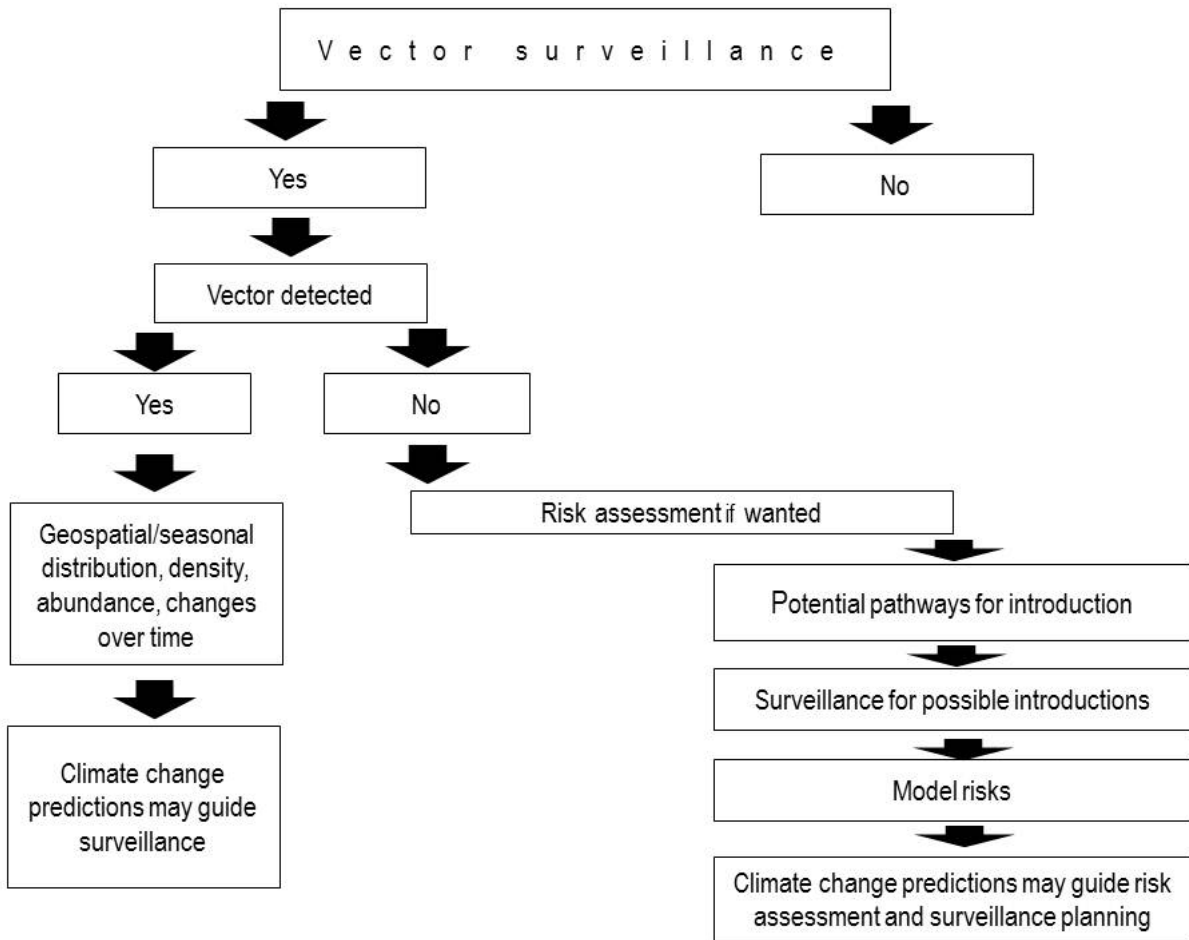 Vector surveillance
Yes
No
Vector detected
Yes
No
Geospatial/seasonal
distribution, density,
abundance, changes
over time
Risk assessment if wanted
Potential pathways for introduction
Surveillance for possible introductions
Climate change
predictions may guide
surveillance
Model risks
Climate change predictions may guide risk
assessment and surveillance planning